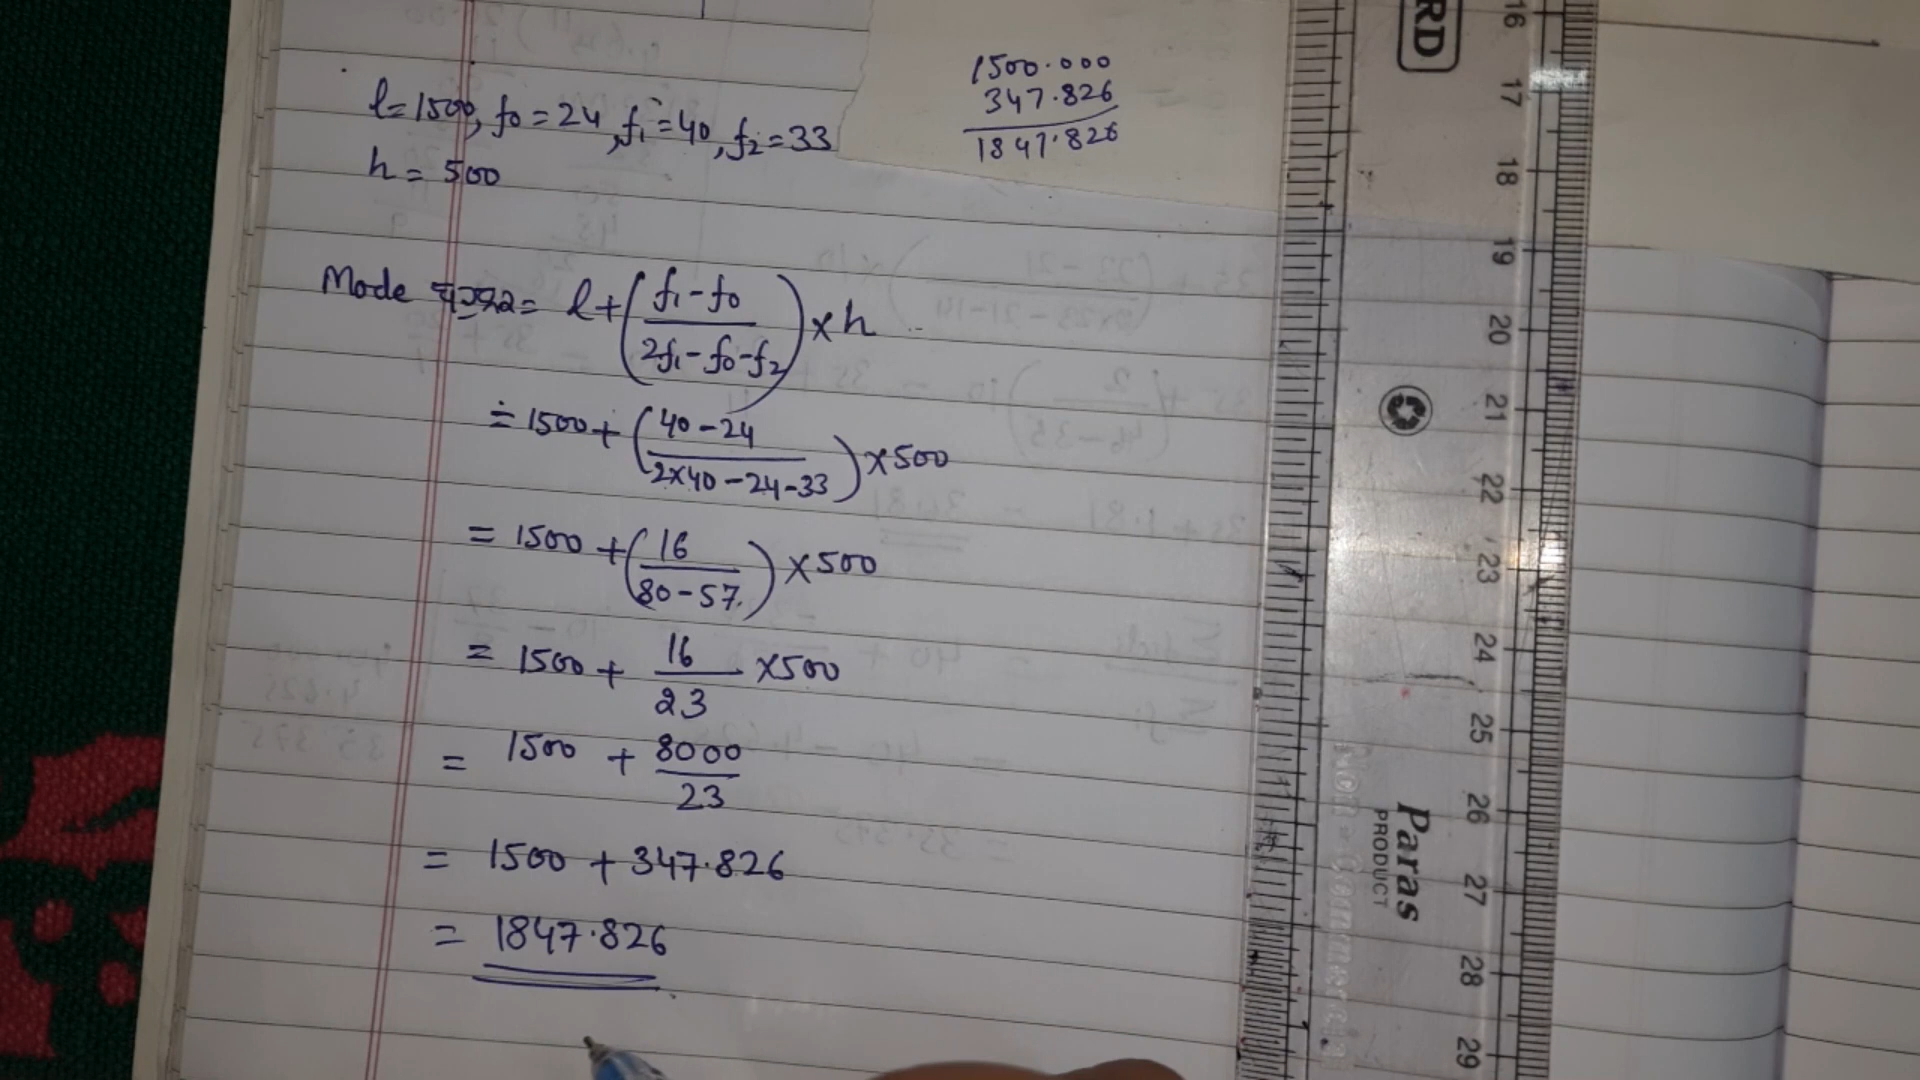 l=1500, f0=24, f1=40, f2=33
h=500
1500.000
347.826
1847.826
Mode = l+(f1-f0/2f1-f0-f2)×h
= 1500+(40-24/2×40-24-33)×500
= 1500+(16/80-57)×500
= 1500+16/23×500
= 1500+8000/23
= 1500+347.826
= 1847.826
RD
16 17 18 19 20 21 22 23 24 25 26 27 28 29
Paras
PRODUCT